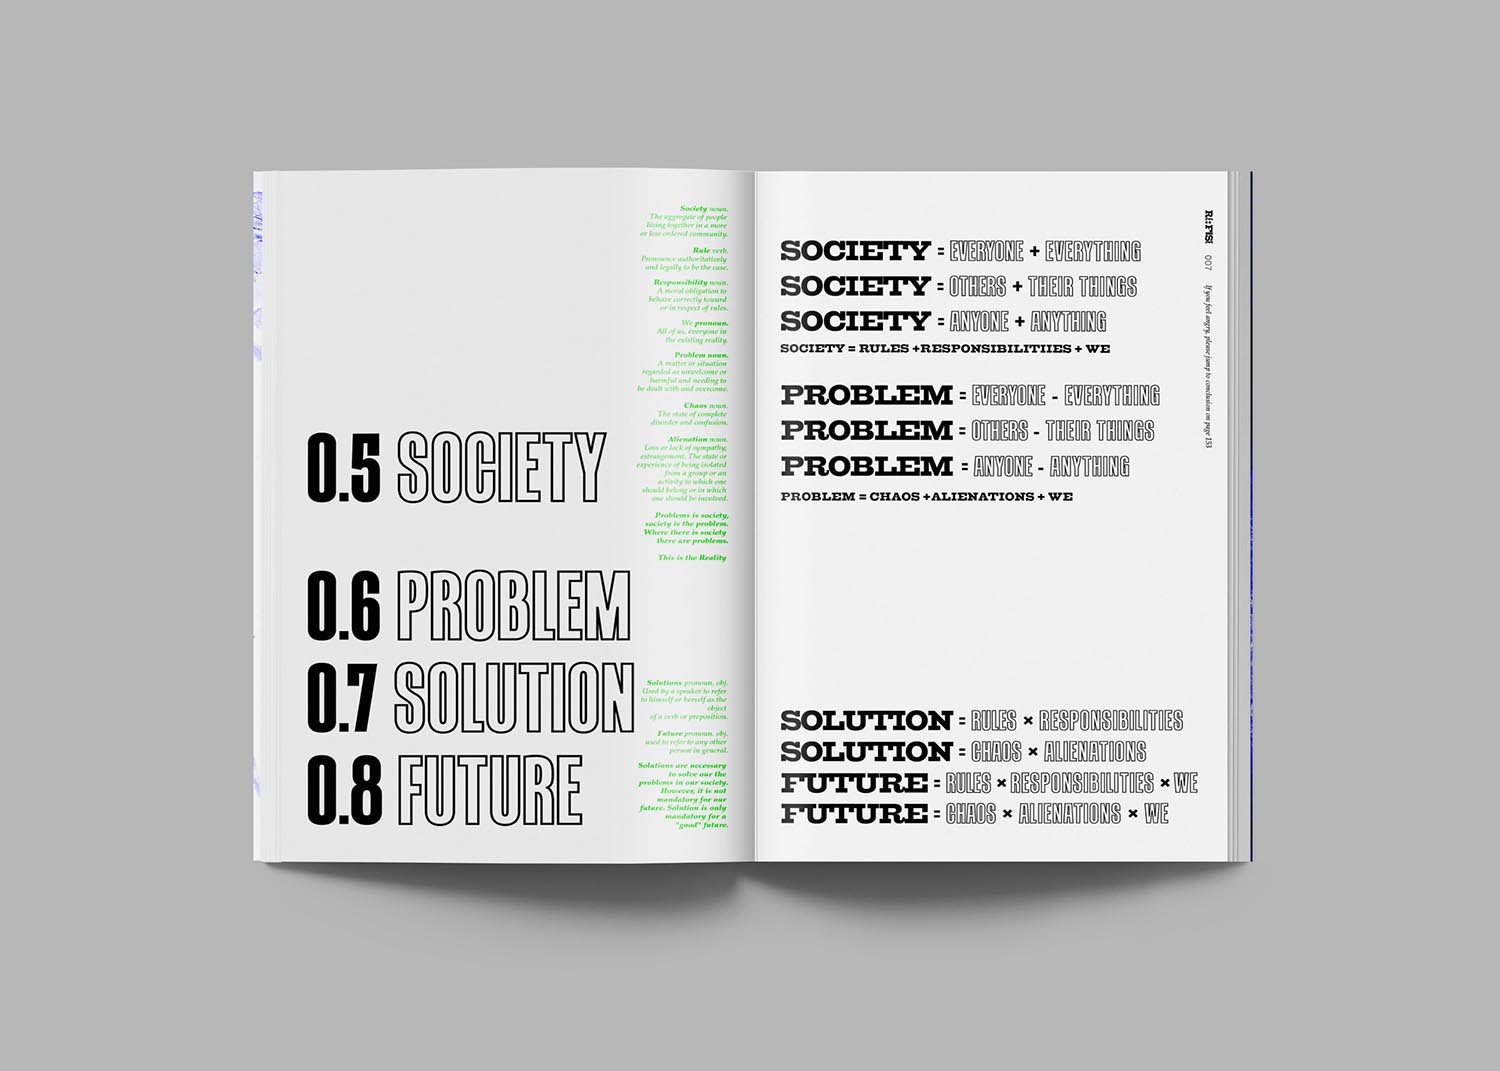 0.5 SOCIETY
0.6 PROBLEM
0.7 SOLUTION
0.8 FUTURE
Society noun.
The aggregate of people
living together in a more
or less ordered community.
Rule verb.
Pronounce authoritatively
and legally to be the case.
Responsibility noun.
A moral obligation to
behave correctly toward
or in respect of rules.
We pronoun.
All of us, everyone in
the existing reality.
Problem noun.
A matter or situation
regarded as unwelcome or
harmful and needing to
be dealt with and overcome.
Chaos noun.
The state of complete
disorder and confusion.
Alienation noun.
Loss or lack of sympathy;
estrangement. The state or
experience of being isolated
from a group or an
activity to which one
should belong or in which
one should be involved.
Problems is society,
society is the problem.
Where there is society
there are problems.
This is the Reality
Solutions pronoun. obj.
Used by a speaker to refer
to himself or herself as the
object
of a verb or preposition.
Future pronoun. obj.
used to refer to any other
person in general.
Solutions are necessary
to solve our the
problems in our society.
However, it is not
mandatory for our
future. Solution is only
mandatory for a
"good" future.
SOCIETY = EVERYONE + EVERYTHING
SOCIETY = OTHERS + THEIR THINGS
SOCIETY = ANYONE + ANYTHING
SOCIETY = RULES +RESPONSIBILITIIES + WE
PROBLEM = EVERYONE - EVERYTHING
PROBLEM = OTHERS - THEIR THINGS
PROBLEM = ANYONE - ANYTHING
PROBLEM = CHAOS +ALIENATIONS + WE
SOLUTION = RULES × RESPONSIBILITIES
SOLUTION = CHAOS × ALIENATIONS
FUTURE = RULES × RESPONSIBILITIES × WE
FUTURE = CHAOS × ALIENATIONS × WE
007 If you feel angry, please jump to conclusion on page 153